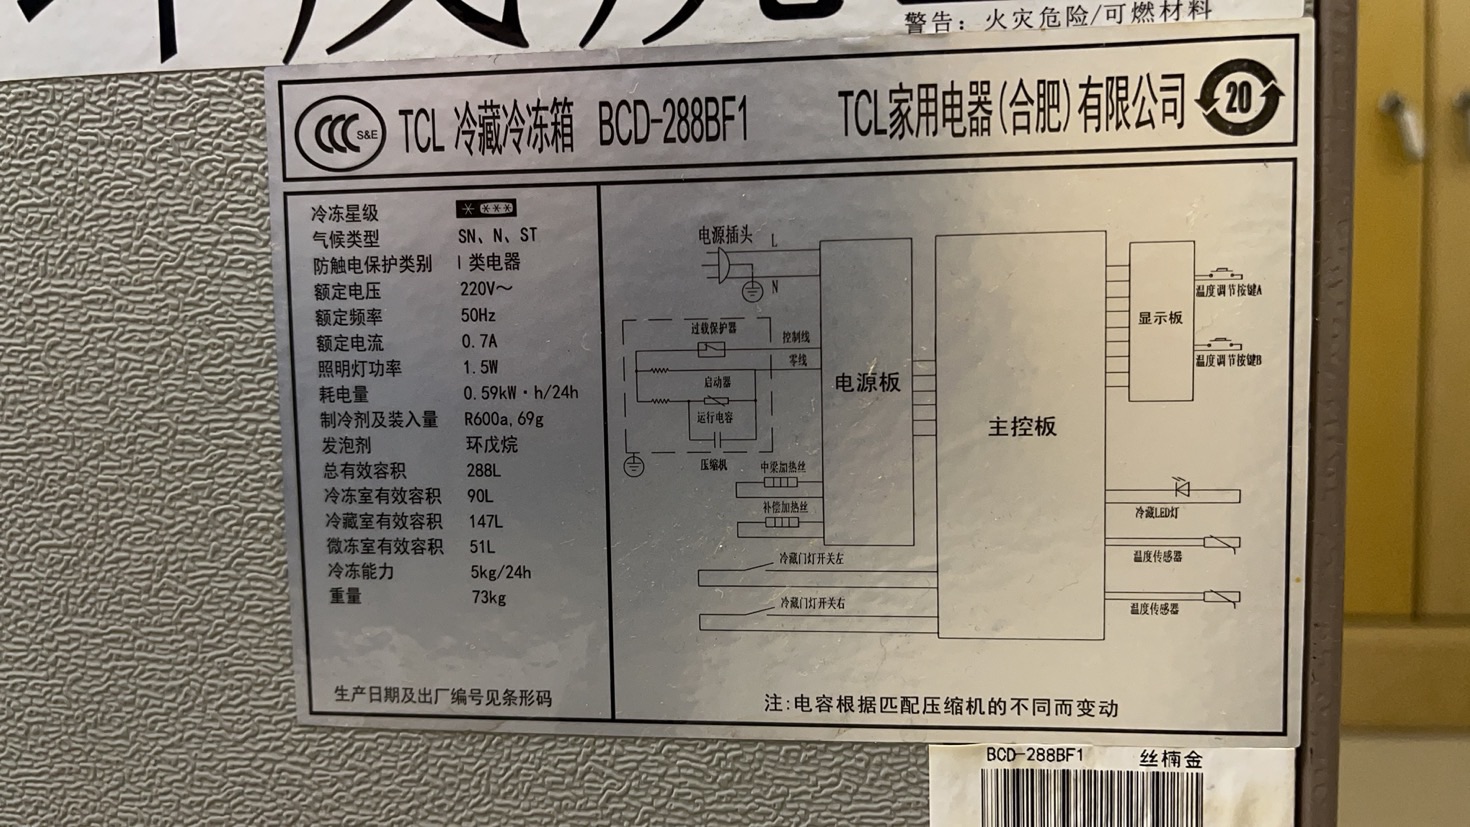 警告：火灾危险/可燃材料
CCC S&E TCL 冷藏冷冻箱 BCD-288BF1 TCL家用电器(合肥)有限公司 20
冷冻星级
气候类型 SN、N、ST
防触电保护类别 I 类电器
额定电压 220V～
额定频率 50Hz
额定电流 0.7A
照明灯功率 1.5W
耗电量 0.59kW·h/24h
制冷剂及装入量 R600a,69g
发泡剂 环戊烷
总有效容积 288L
冷冻室有效容积 90L
冷藏室有效容积 147L
微冻室有效容积 51L
冷冻能力 5kg/24h
重量 73kg
生产日期及出厂编号见条形码
电源插头 L
N
过载保护器 控制线
零线
启动器
运行电容
压缩机
中梁加热丝
补偿加热丝
冷藏门灯开关左
冷藏门灯开关右
电源板
主控板
显示板
温度调节按键A
温度调节按键B
冷藏LED灯
温度传感器
温度传感器
注:电容根据匹配压缩机的不同而变动
BCD-288BF1 丝楠金